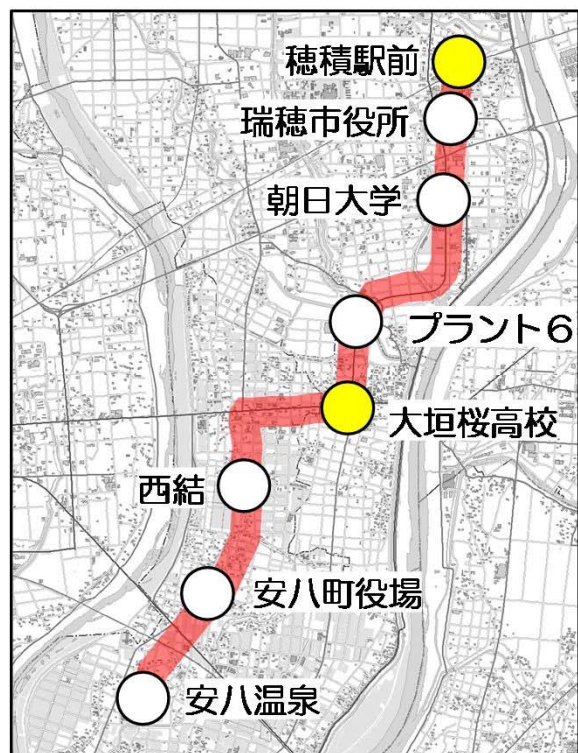 穂積駅前
瑞穂市役所
朝日大学
プラント６
大垣桜高校
西結
安八町役場
安八温泉